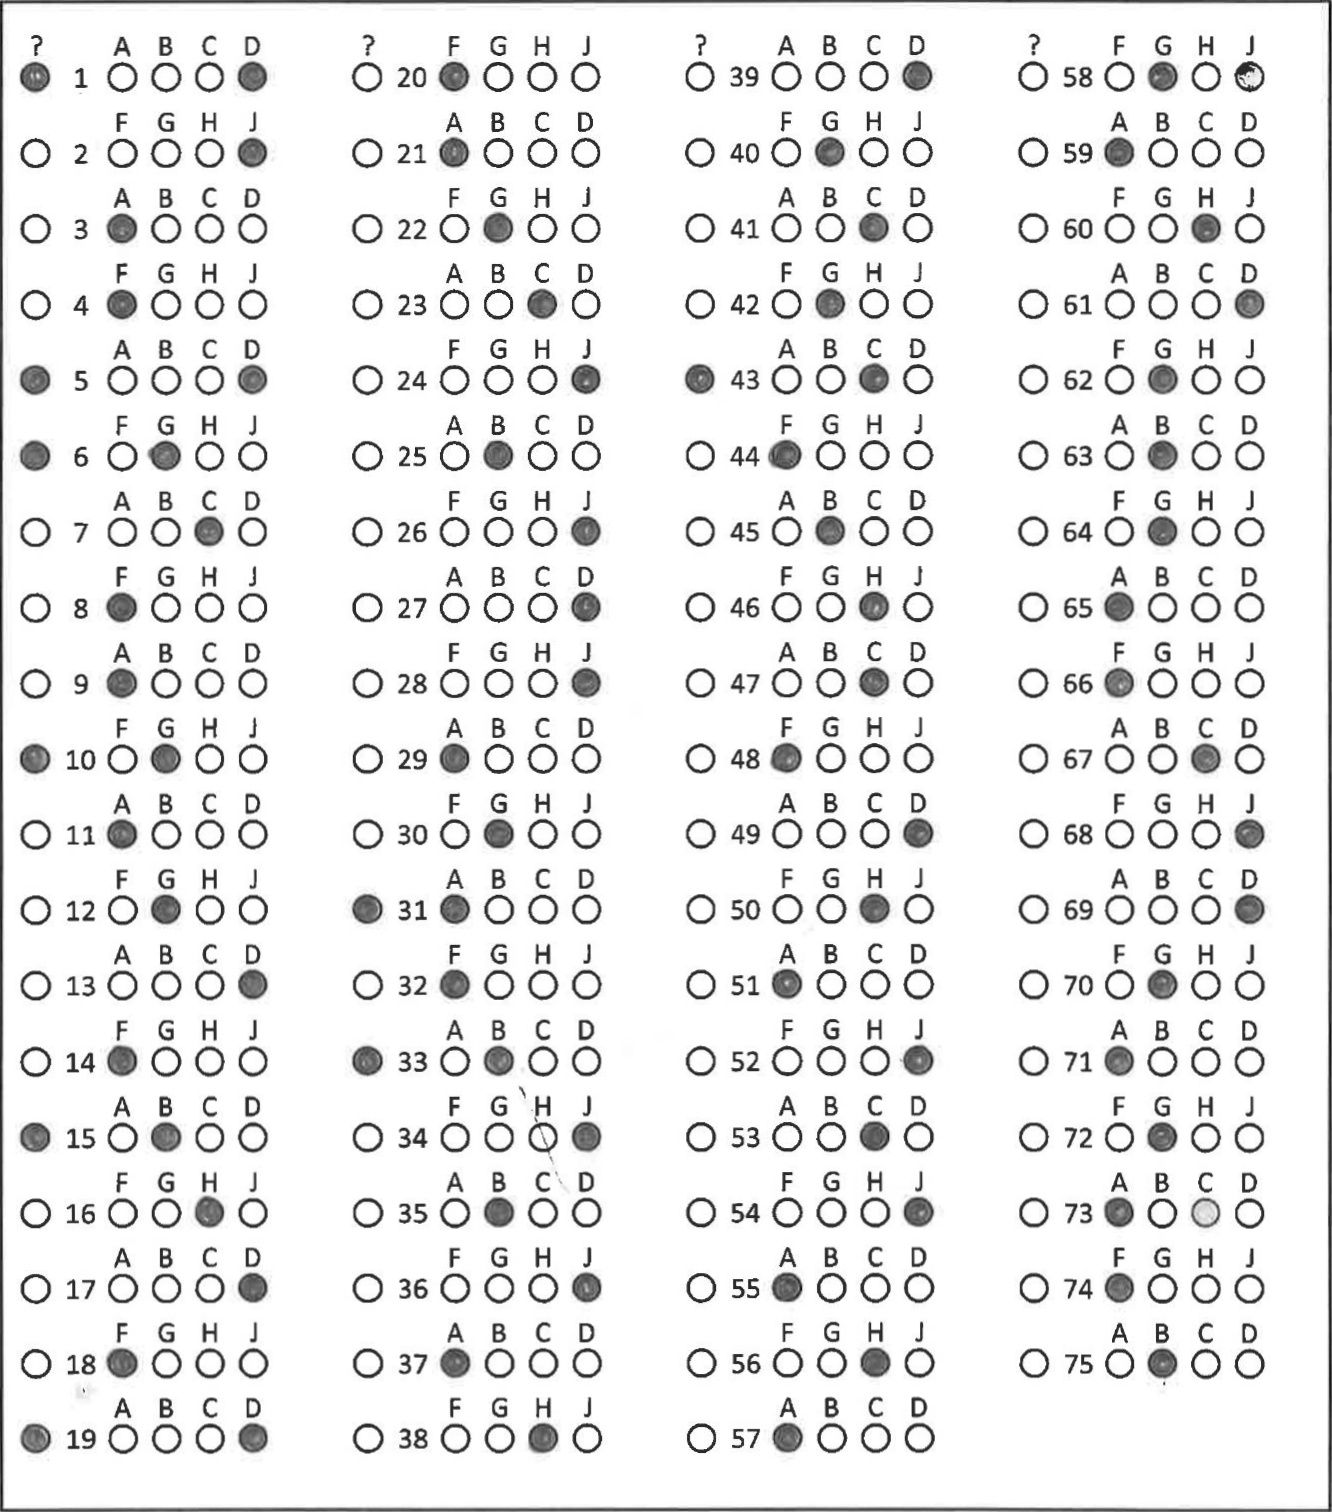 ? A B C D
1
F G H J
2
A B C D
3
F G H J
4
A B C D
5
F G H J
6
A B C D
7
F G H J
8
A B C D
9
F G H J
10
A B C D
11
F G H J
12
A B C D
13
F G H J
14
A B C D
15
F G H J
16
A B C D
17
F G H J
18
A B C D
19
? F G H J
20
A B C D
21
F G H J
22
A B C D
23
F G H J
24
A B C D
25
F G H J
26
A B C D
27
F G H J
28
A B C D
29
F G H J
30
A B C D
31
F G H J
32
A B C D
33
F G H J
34
A B C D
35
F G H J
36
A B C D
37
F G H J
38
? A B C D
39
F G H J
40
A B C D
41
F G H J
42
A B C D
43
F G H J
44
A B C D
45
F G H J
46
A B C D
47
F G H J
48
A B C D
49
F G H J
50
A B C D
51
F G H J
52
A B C D
53
F G H J
54
A B C D
55
F G H J
56
A B C D
57
? F G H J
58
A B C D
59
F G H J
60
A B C D
61
F G H J
62
A B C D
63
F G H J
64
A B C D
65
F G H J
66
A B C D
67
F G H J
68
A B C D
69
F G H J
70
A B C D
71
F G H J
72
A B C D
73
F G H J
74
A B C D
75